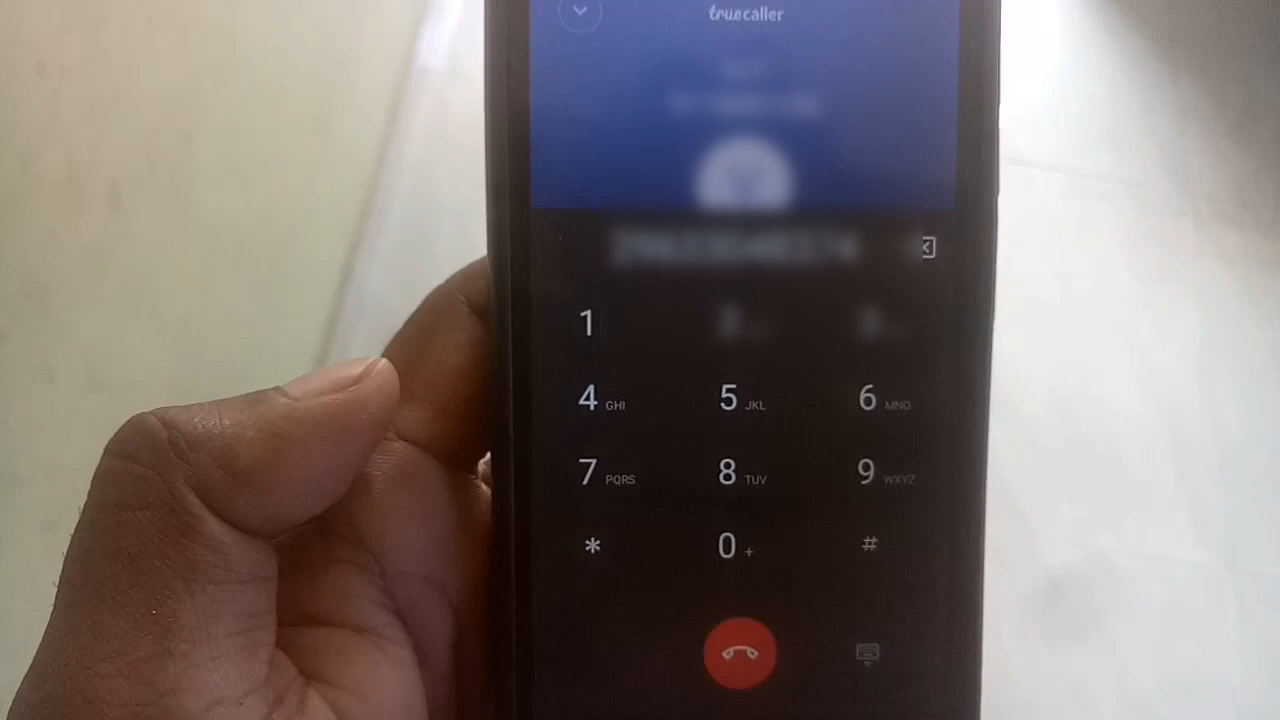 truecaller
1
4 GHI 5 JKL 6 MNO
7 PQRS 8 TUV 9 WXYZ
* 0 + #